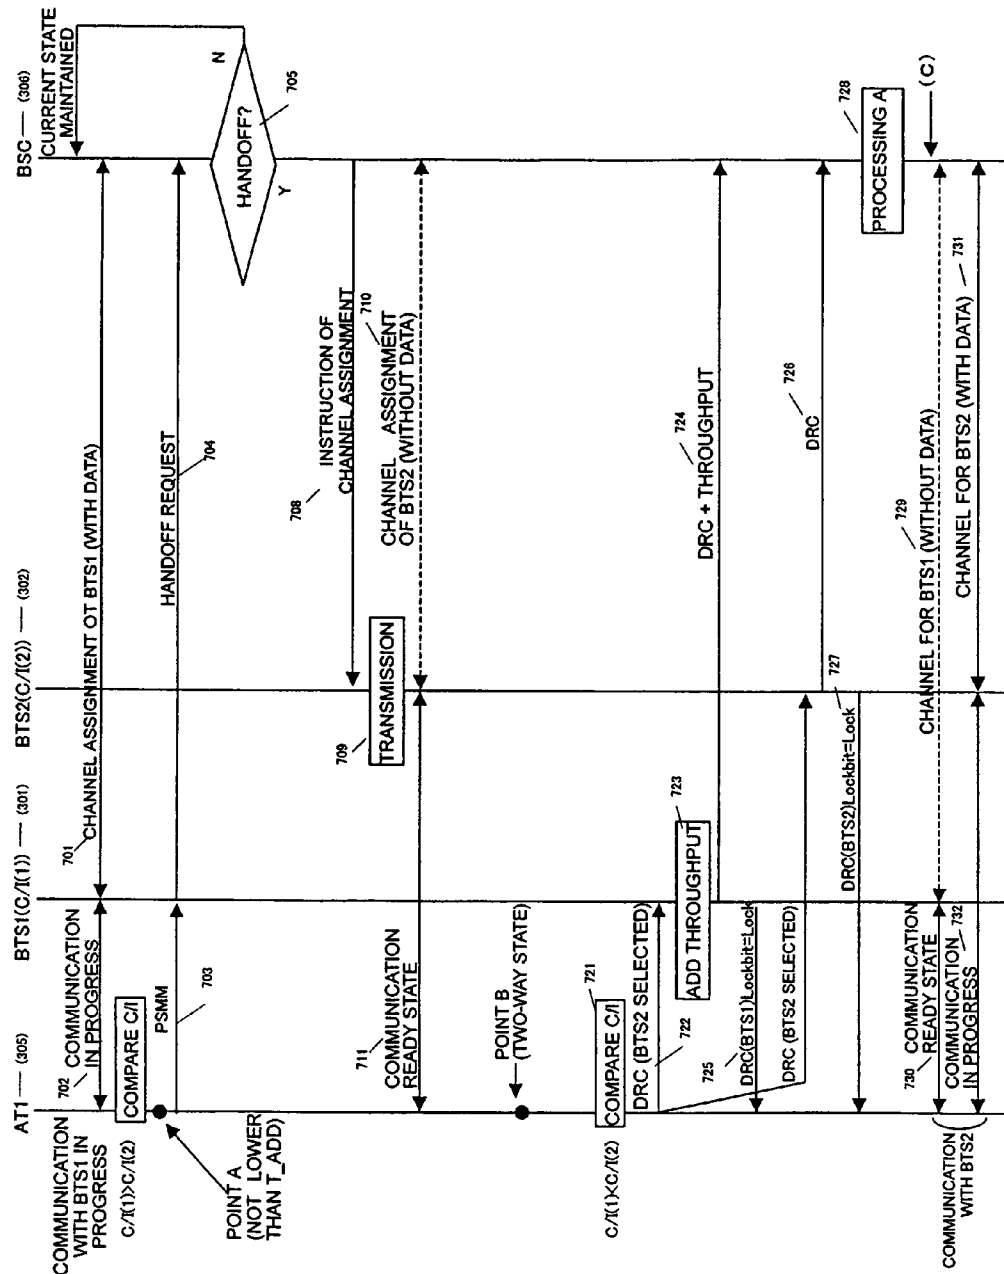 AT1 — (305)
BTS1(C/I(1)) — (301)
BTS2(C/I(2)) — (302)
BSC — (306)
COMMUNICATION
WITH BTS1 IN
PROGRESS
702
COMMUNICATION
IN PROGRESS
701
CHANNEL ASSIGNMENT OT BTS1 (WITH DATA)
CURRENT STATE
MAINTAINED
C/I(1)>C/I(2)
COMPARE C/I
POINT A
(NOT LOWER
THAN T_ADD)
PSMM
703
HANDOFF REQUEST
704
HANDOFF?
N
Y
705
708
INSTRUCTION OF
CHANNEL ASSIGNMENT
709
TRANSMISSION
710
CHANNEL ASSIGNMENT
OF BTS2 (WITHOUT DATA)
711
COMMUNICATION
READY STATE
POINT B
(TWO-WAY STATE)
C/I(1)<C/I(2)
COMPARE C/I
721
DRC (BTS2 SELECTED)
722
ADD THROUGHPUT
723
DRC + THROUGHPUT
724
725
DRC(BTS1)Lockbit=Lock
DRC (BTS2 SELECTED)
DRC
726
DRC(BTS2)Lockbit=Lock
727
PROCESSING A
728
(C)
COMMUNICATION
WITH BTS2
730
COMMUNICATION
READY STATE
729
CHANNEL FOR BTS1 (WITHOUT DATA)
COMMUNICATION
IN PROGRESS
732
CHANNEL FOR BTS2 (WITH DATA)
731